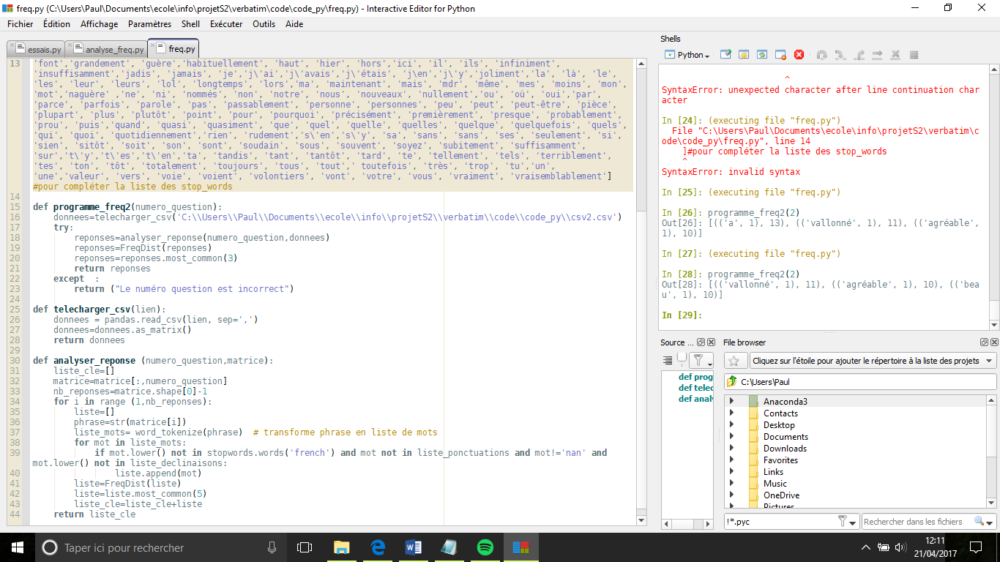 freq.py (C:\Users\Paul\Documents\ecole\info\projetS2\verbatim\code\code_py\freq.py) - Interactive Editor for Python
Fichier Édition Affichage Paramètres Shell Exécuter Outils Aide
essais.py analyse_freq.py freq.py
13 'font','grandement', 'guère','habituellement', 'haut', 'hier', 'hors','ici', 'il', 'ils', 'infiniment',
'insuffisamment','jadis', 'jamais', 'je','j\'ai','j\'avais','j\'étais', 'j\en','j\'y','joliment','la', 'là', 'le',
'les', 'leur', 'leurs', 'lol', 'longtemps', 'lors','ma', 'maintenant', 'mais', 'mdr', 'même', 'mes', 'moins', 'mon',
'mot','naguère' ,'ne', 'ni', 'nommés', 'non', 'notre', 'nous', 'nouveaux', 'nullement','ou', 'où', 'oui','par',
'parce', 'parfois', 'parole', 'pas', 'passablement', 'personne', 'personnes', 'peu', 'peut', 'peut-être', 'pièce',
'plupart', 'plus', 'plutôt', 'point', 'pour', 'pourquoi', 'précisément', 'premièrement', 'presque', 'probablement',
'prou', 'puis','quand', 'quasi', 'quasiment', 'que', 'quel', 'quelle', 'quelles', 'quelque', 'quelquefois', 'quels',
'qui', 'quoi', 'quotidiennement','rien', 'rudement','s\'en','s\'y', 'sa', 'sans', 'sans', 'ses', 'seulement', 'si',
'sien', 'sitôt', 'soit', 'son', 'sont', 'soudain', 'sous', 'souvent', 'soyez', 'subitement', 'suffisamment',
'sur','t\'y','t\'es','t\'en','ta', 'tandis', 'tant', 'tantôt', 'tard', 'te', 'tellement', 'tels', 'terriblement',
'tes', 'ton', 'tôt', 'totalement', 'toujours', 'tous', 'tout',' toutefois', 'très', 'trop', 'tu','un',
'une','valeur', 'vers', 'voie', 'voient', 'volontiers', 'vont', 'votre', 'vous', 'vraiment', 'vraisemblablement']
#pour compléter la liste des stop_words
14
15 def programme_freq2(numero_question):
16 donnees=telecharger_csv('C:\\Users\\Paul\\Documents\\ecole\\info\\projetS2\\verbatim\\code\\code_py\\csv2.csv')
17 try:
18 reponses=analyser_reponse(numero_question,donnees)
19 reponses=FreqDist(reponses)
20 reponses=reponses.most_common(3)
21 return reponses
22 except :
23 return ("Le numéro question est incorrect")
24
25 def telecharger_csv(lien):
26 donnees = pandas.read_csv(lien, sep=',')
27 donnees=donnees.as_matrix()
28 return donnees
29
30 def analyser_reponse (numero_question,matrice):
31 liste_cle=[]
32 matrice=matrice[:,numero_question]
33 nb_reponses=matrice.shape[0]-1
34 for i in range (1,nb_reponses):
35 liste=[]
36 phrase=str(matrice[i])
37 liste_mots= word_tokenize(phrase) # transforme phrase en liste de mots
38 for mot in liste_mots:
39 if mot.lower() not in stopwords.words('french') and mot not in liste_ponctuations and mot!='nan' and
mot.lower() not in liste_declinaisons:
40 liste.append(mot)
41 liste=FreqDist(liste)
42 liste=liste.most_common(5)
43 liste_cle=liste_cle+liste
44 return liste_cle
Shells
Python
^
SyntaxError: unexpected character after line continuation char
acter
In [24]: (executing file "freq.py")
File "C:\Users\Paul\Documents\ecole\info\projetS2\verbatim\c
ode\code_py\freq.py", line 14
]#pour compléter la liste des stop_words
^
SyntaxError: invalid syntax
In [25]: (executing file "freq.py")
In [26]: programme_freq2(2)
Out[26]: [(('a', 1), 13), (('vallonné', 1), 11), (('agréable',
1), 10)]
In [27]: (executing file "freq.py")
In [28]: programme_freq2(2)
Out[28]: [(('vallonné', 1), 11), (('agréable', 1), 10), (('bea
u', 1), 10)]
In [29]:
Source ...
def prog
def telec
def analy
File browser
Cliquez sur l'étoile pour ajouter le répertoire à la liste des projets
C:\Users\Paul
Anaconda3
Contacts
Desktop
Documents
Downloads
Favorites
Links
Music
OneDrive
Pictures
!*.pyc
Rechercher dans les fichiers
Taper ici pour rechercher
12:11
21/04/2017